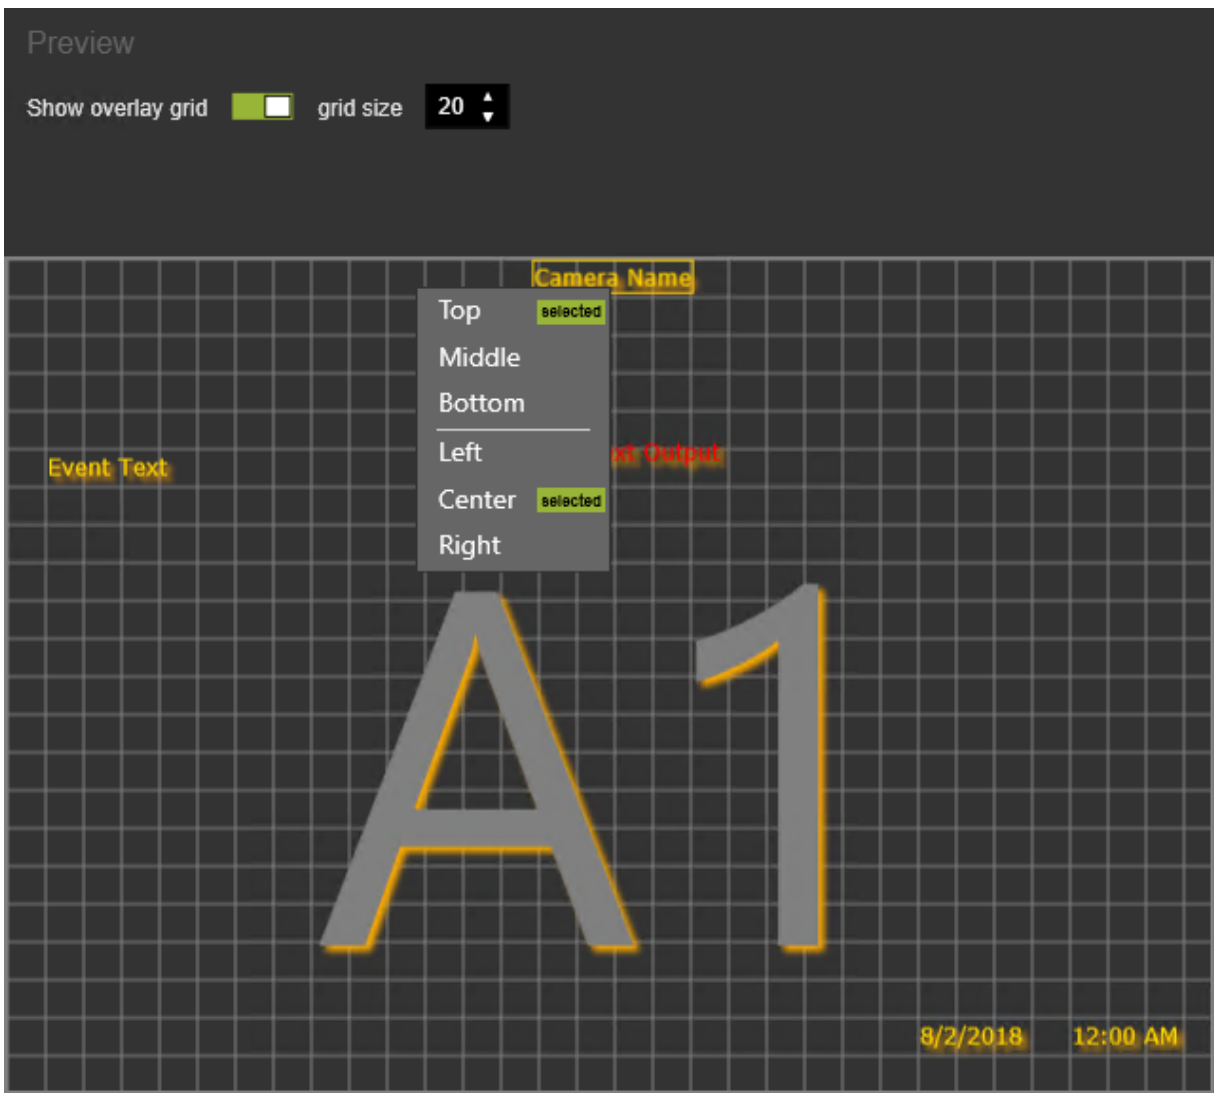 Preview
Show overlay grid grid size 20
Camera Name
Top selected
Middle
Bottom
Left
Output
Event Text
Center selected
Right
A1
8/2/2018 12:00 AM